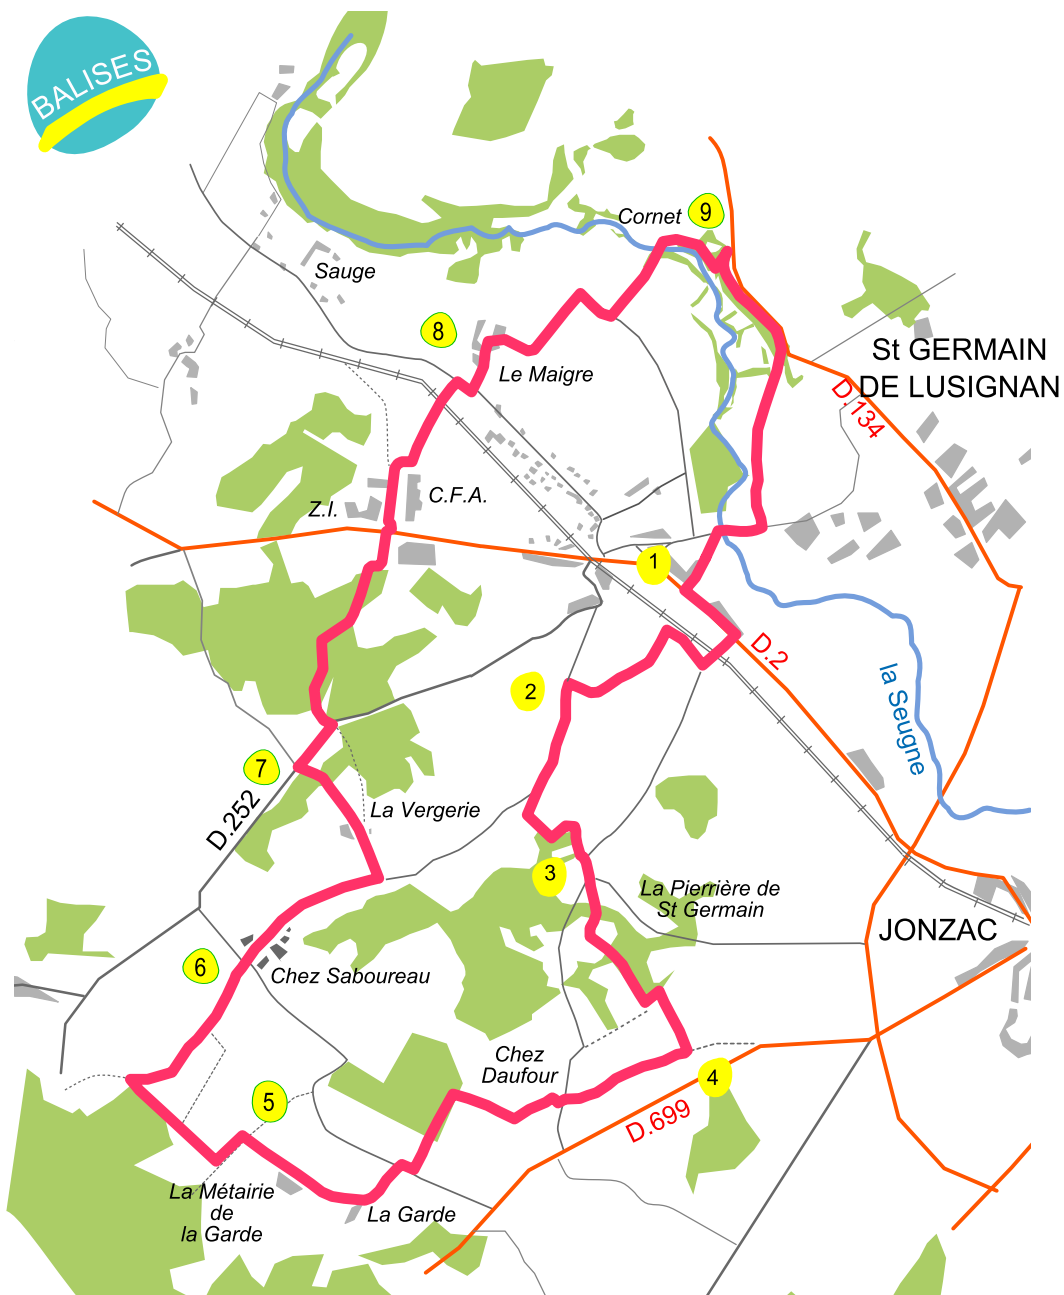 BALISES
Cornet
9
Sauge
8
St GERMAIN
DE LUSIGNAN
Le Maigre
D.134
C.F.A.
Z.I.
1
D.2
2
la Seugne
7
La Vergerie
D.252
3
La Pierrière de
St Germain
JONZAC
6
Chez Saboureau
Chez
Daufour
4
5
D.699
La Métairie
de
la Garde
La Garde